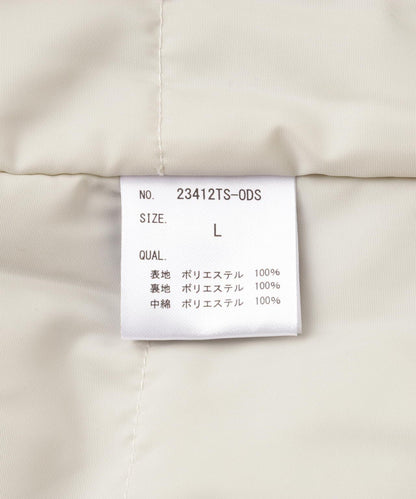 NO. 23412TS-ODS
SIZE.
L
QUAL.
表地 ポリエステル 100%
裏地 ポリエステル 100%
中綿 ポリエステル 100%